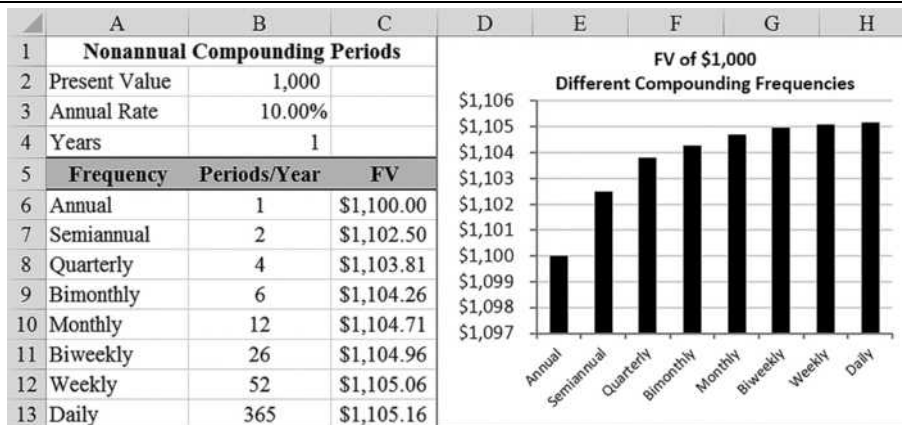 A B C D E F G H
1 Nonannual Compounding Periods
2 Present Value 1,000
3 Annual Rate 10.00%
4 Years 1
5 Frequency Periods/Year FV
6 Annual 1 $1,100.00
7 Semiannual 2 $1,102.50
8 Quarterly 4 $1,103.81
9 Bimonthly 6 $1,104.26
10 Monthly 12 $1,104.71
11 Biweekly 26 $1,104.96
12 Weekly 52 $1,105.06
13 Daily 365 $1,105.16
FV of $1,000
Different Compounding Frequencies
$1,106
$1,105
$1,104
$1,103
$1,102
$1,101
$1,100
$1,099
$1,098
$1,097
Annual Semiannual Quarterly Bimonthly Monthly Biweekly Weekly Daily